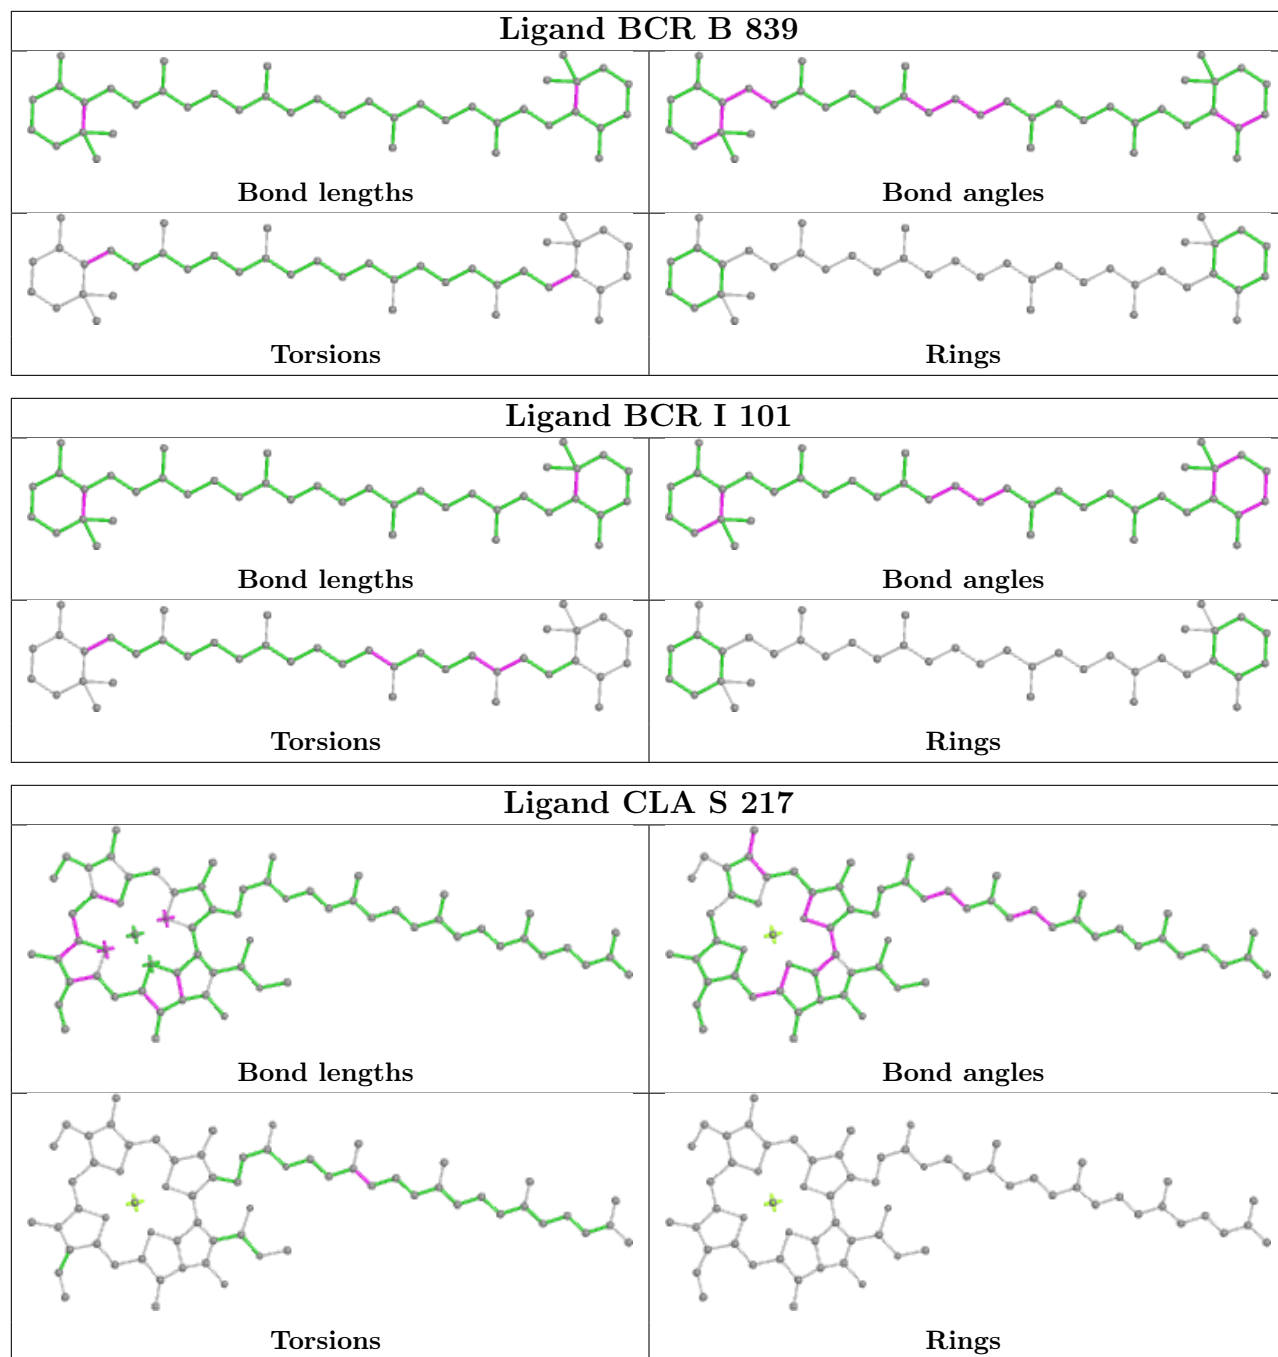 Ligand BCR B 839
Bond lengths
Bond angles
Torsions
Rings
Ligand BCR I 101
Bond lengths
Bond angles
Torsions
Rings
Ligand CLA S 217
Bond lengths
Bond angles
Torsions
Rings